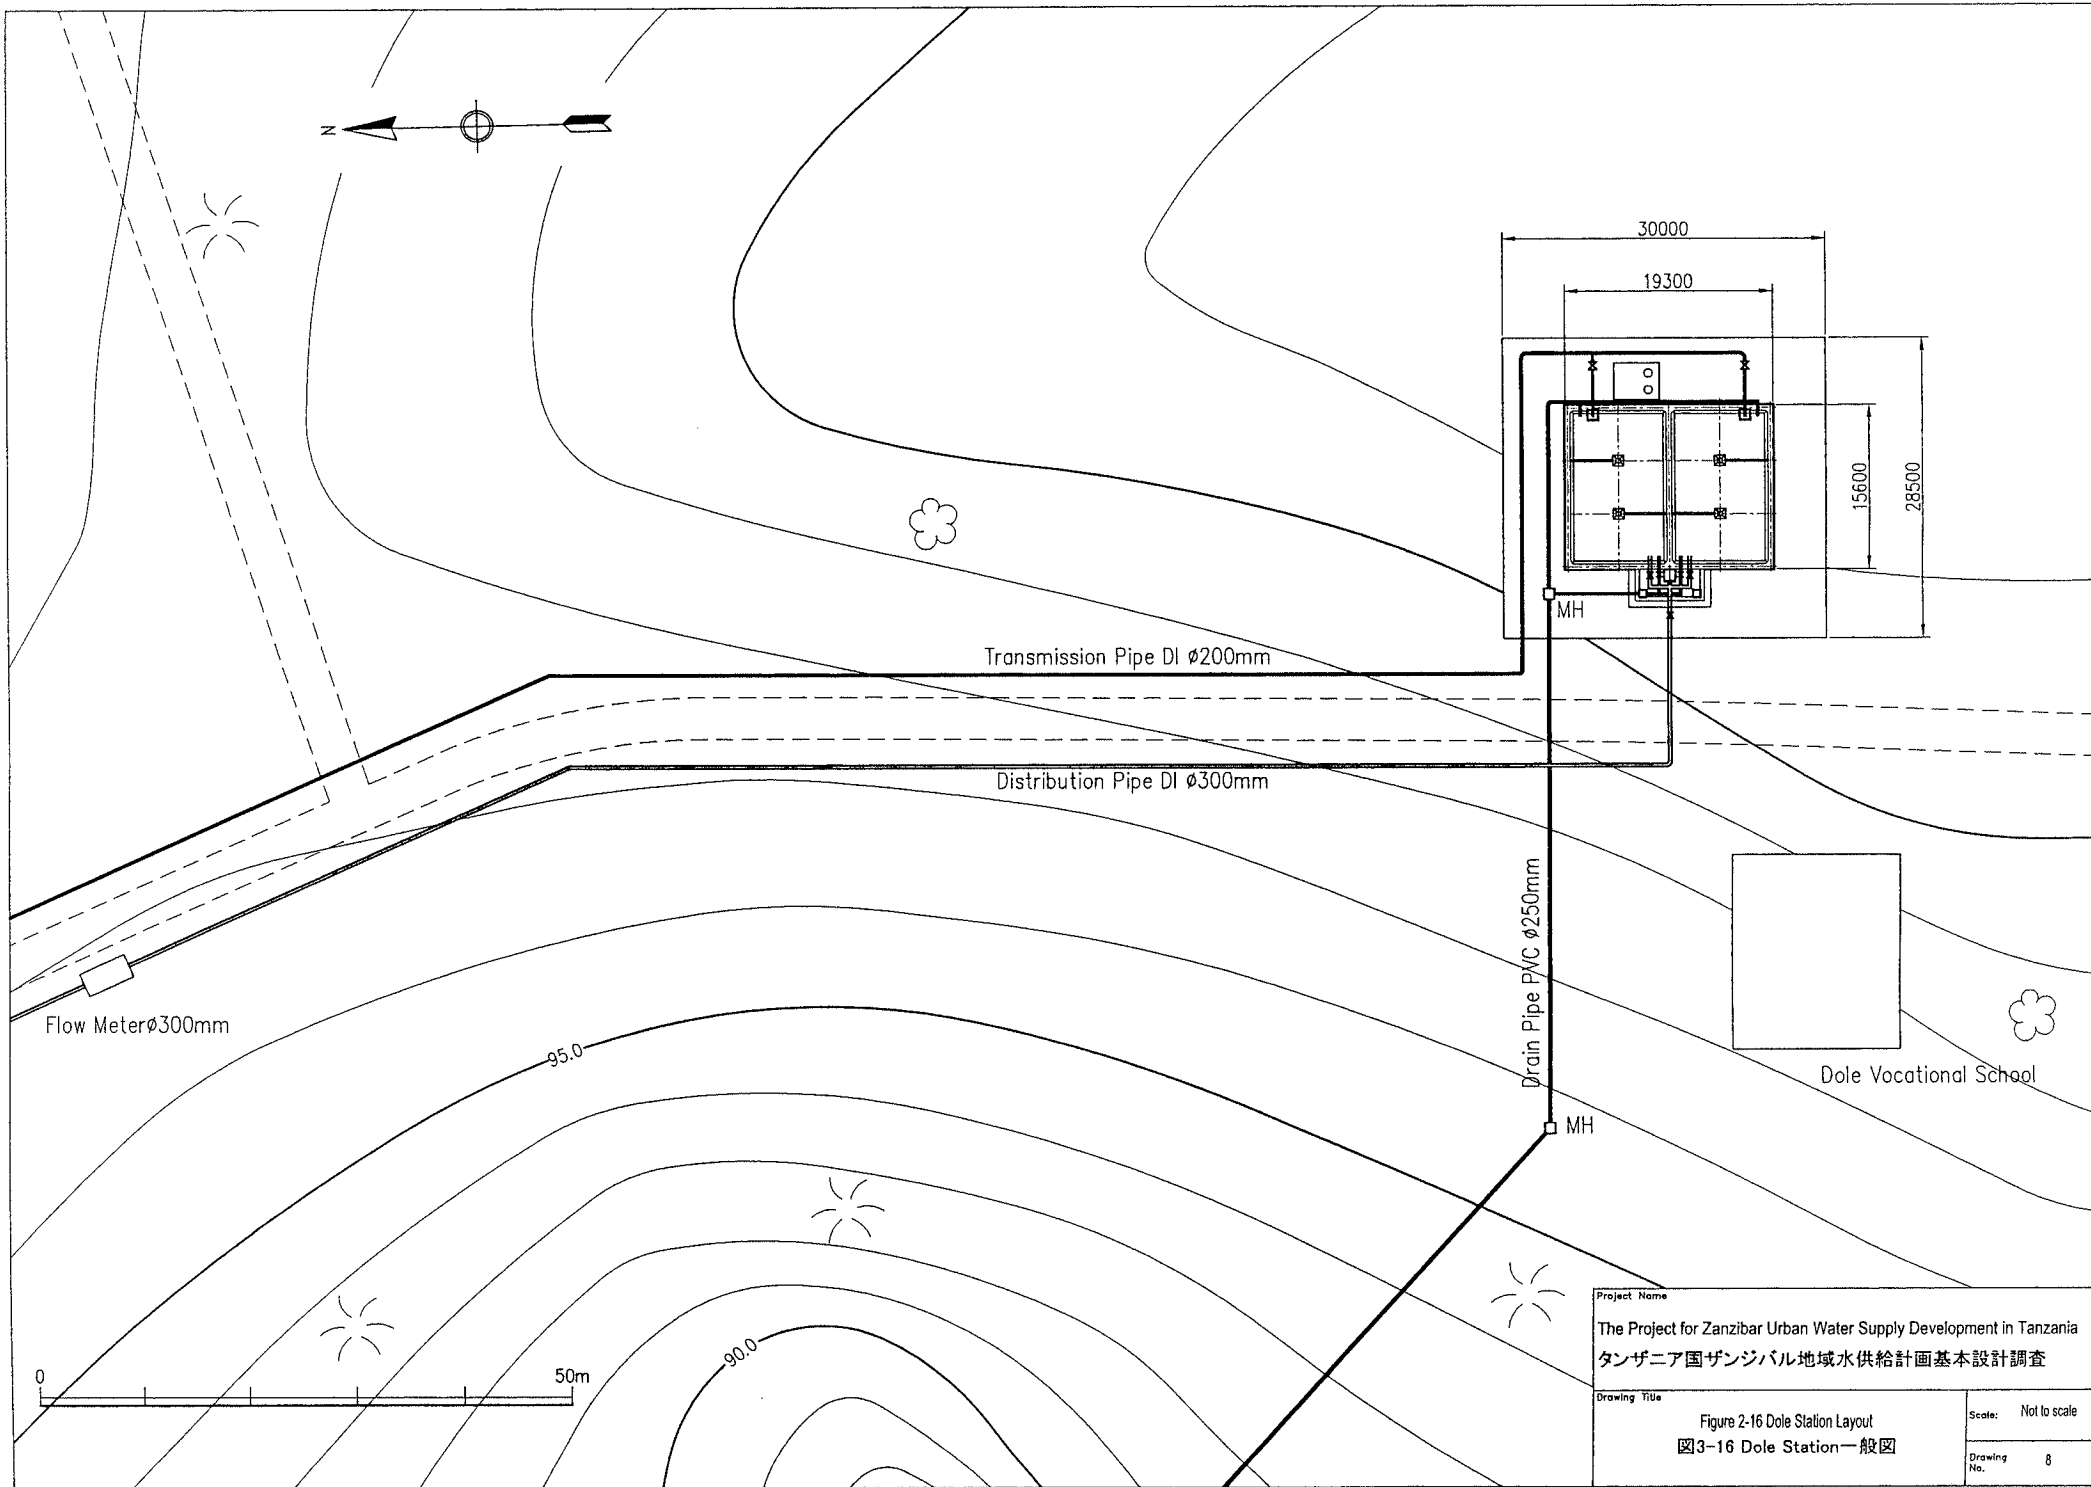 N
30000
19300
15600
28500
MH
Transmission Pipe DI ø200mm
Distribution Pipe DI ø300mm
Drain Pipe PVC ø250mm
Flow Meterø300mm
95.0
Dole Vocational School
MH
90.0
0 50m
Project Name
The Project for Zanzibar Urban Water Supply Development in Tanzania
タンザニア国ザンジバル地域水供給計画基本設計調査
Drawing Title
Figure 2-16 Dole Station Layout
図3-16 Dole Station一般図
Scale: Not to scale
Drawing No. 8